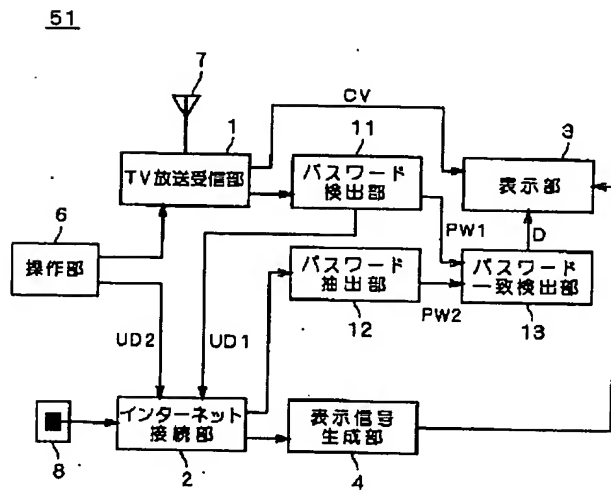 51
7
CV
1
11
3
TV放送受信部
パスワード
検出部
表示部
6
PW1
D
操作部
パスワード
抽出部
パスワード
一致検出部
12
PW2
13
UD2
UD1
インターネット
接続部
表示信号
生成部
8
2
4